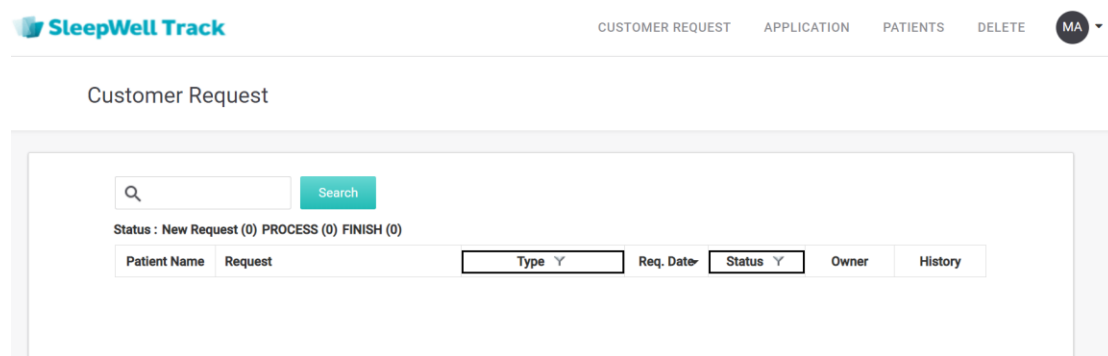 SleepWell Track CUSTOMER REQUEST APPLICATION PATIENTS DELETE MA
Customer Request
Search
Status : New Request (0) PROCESS (0) FINISH (0)
Patient Name Request Type Req. Date Status Owner History